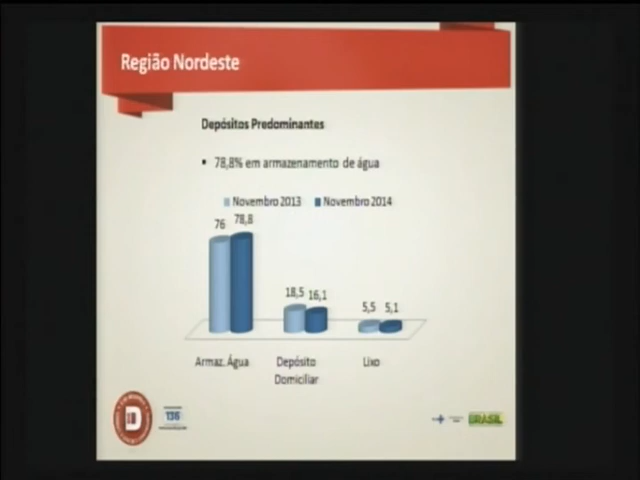 Região Nordeste
Depósitos Predominantes
• 78,8% em armazenamento de água
Novembro 2013 Novembro 2014
76 78,8
18,5 16,1
5,5 5,1
Armaz. Água Depósito Domiciliar Lixo
136
BRASIL